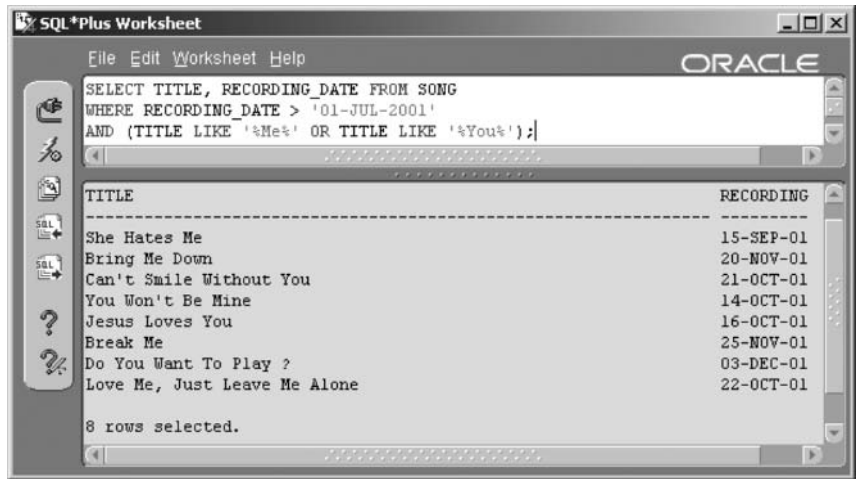 SQL*Plus Worksheet
File Edit Worksheet Help
ORACLE
SELECT TITLE, RECORDING_DATE FROM SONG
WHERE RECORDING_DATE > '01-JUL-2001'
AND (TITLE LIKE '%Me%' OR TITLE LIKE '%You%');
TITLE RECORDING
---------------------------------------------------------------- ---------
She Hates Me 15-SEP-01
Bring Me Down 20-NOV-01
Can't Smile Without You 21-OCT-01
You Won't Be Mine 14-OCT-01
Jesus Loves You 16-OCT-01
Break Me 25-NOV-01
Do You Want To Play ? 03-DEC-01
Love Me, Just Leave Me Alone 22-OCT-01
8 rows selected.
SQL
SQL